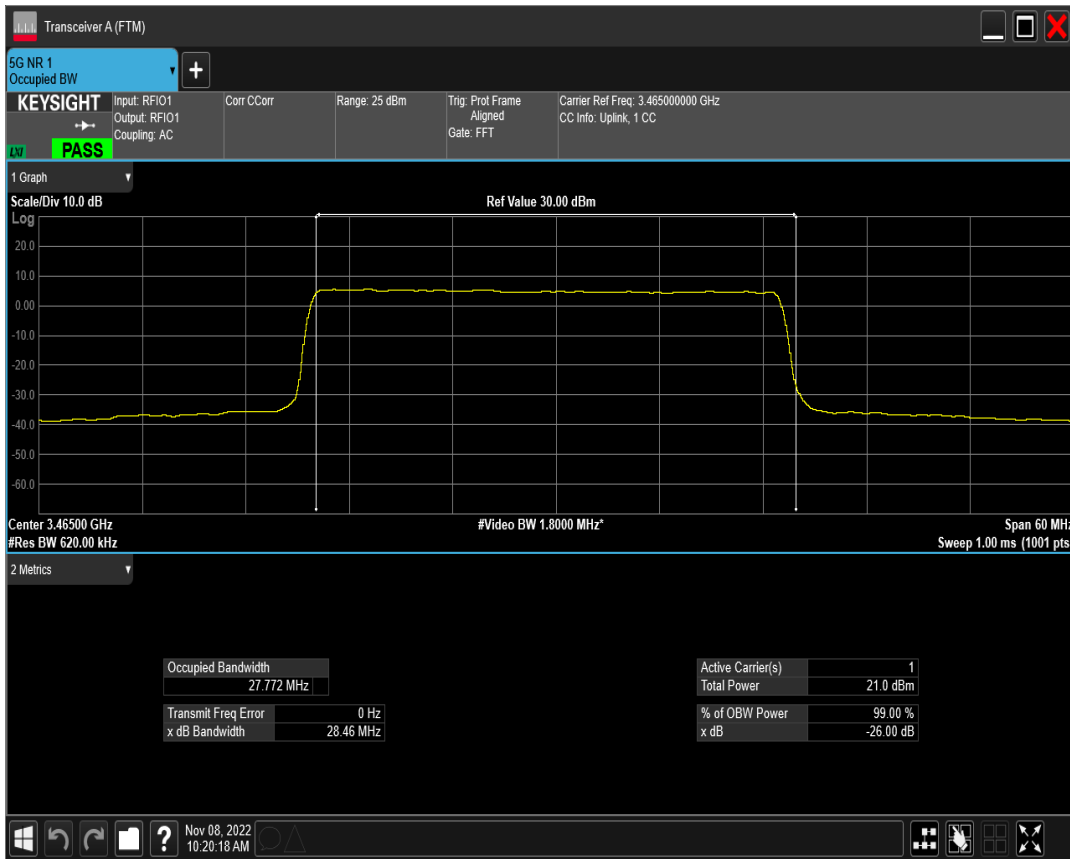 Transceiver A (FTM)
5G NR 1
Occupied BW
+
KEYSIGHT
LXI
PASS
Input: RFIO1
Output: RFIO1
Coupling: AC
Corr CCorr
Range: 25 dBm
Trig: Prot Frame
Aligned
Gate: FFT
Carrier Ref Freq: 3.465000000 GHz
CC Info: Uplink, 1 CC
1 Graph
Scale/Div 10.0 dB
Ref Value 30.00 dBm
Log
20.0
10.0
0.00
-10.0
-20.0
-30.0
-40.0
-50.0
-60.0
Center 3.46500 GHz
#Video BW 1.8000 MHz*
Span 60 MHz
#Res BW 620.00 kHz
Sweep 1.00 ms (1001 pts
2 Metrics
Occupied Bandwidth
27.772 MHz
Transmit Freq Error 0 Hz
x dB Bandwidth 28.46 MHz
Active Carrier(s) 1
Total Power 21.0 dBm
% of OBW Power 99.00 %
x dB -26.00 dB
?
Nov 08, 2022
10:20:18 AM